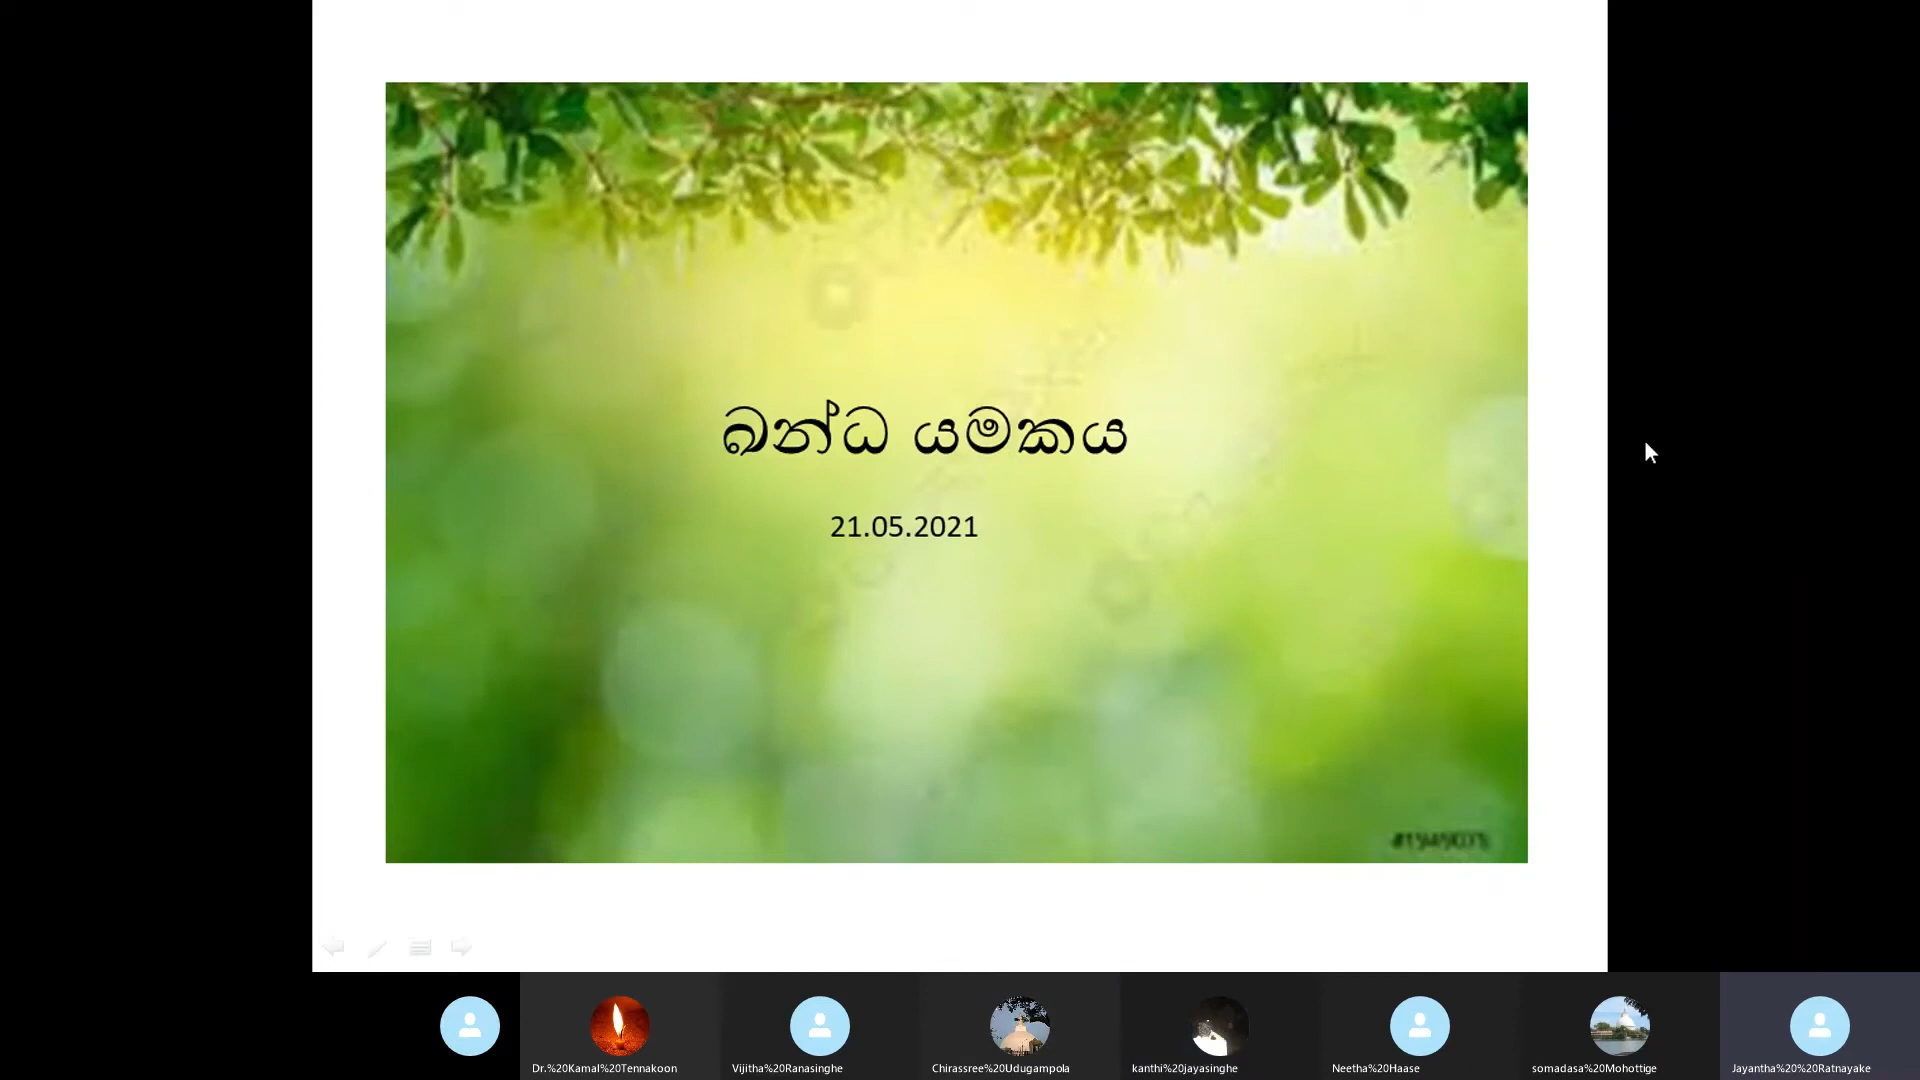 ඛන්ධ යමකය
21.05.2021
Dr.%20Kamal%20Tennakoon
Vijitha%20Ranasinghe
Chirassree%20Udugampola
kanthi%20jayasinghe
Neetha%20Haase
somadasa%20Mohottige
Jayantha%20%20Ratnayake